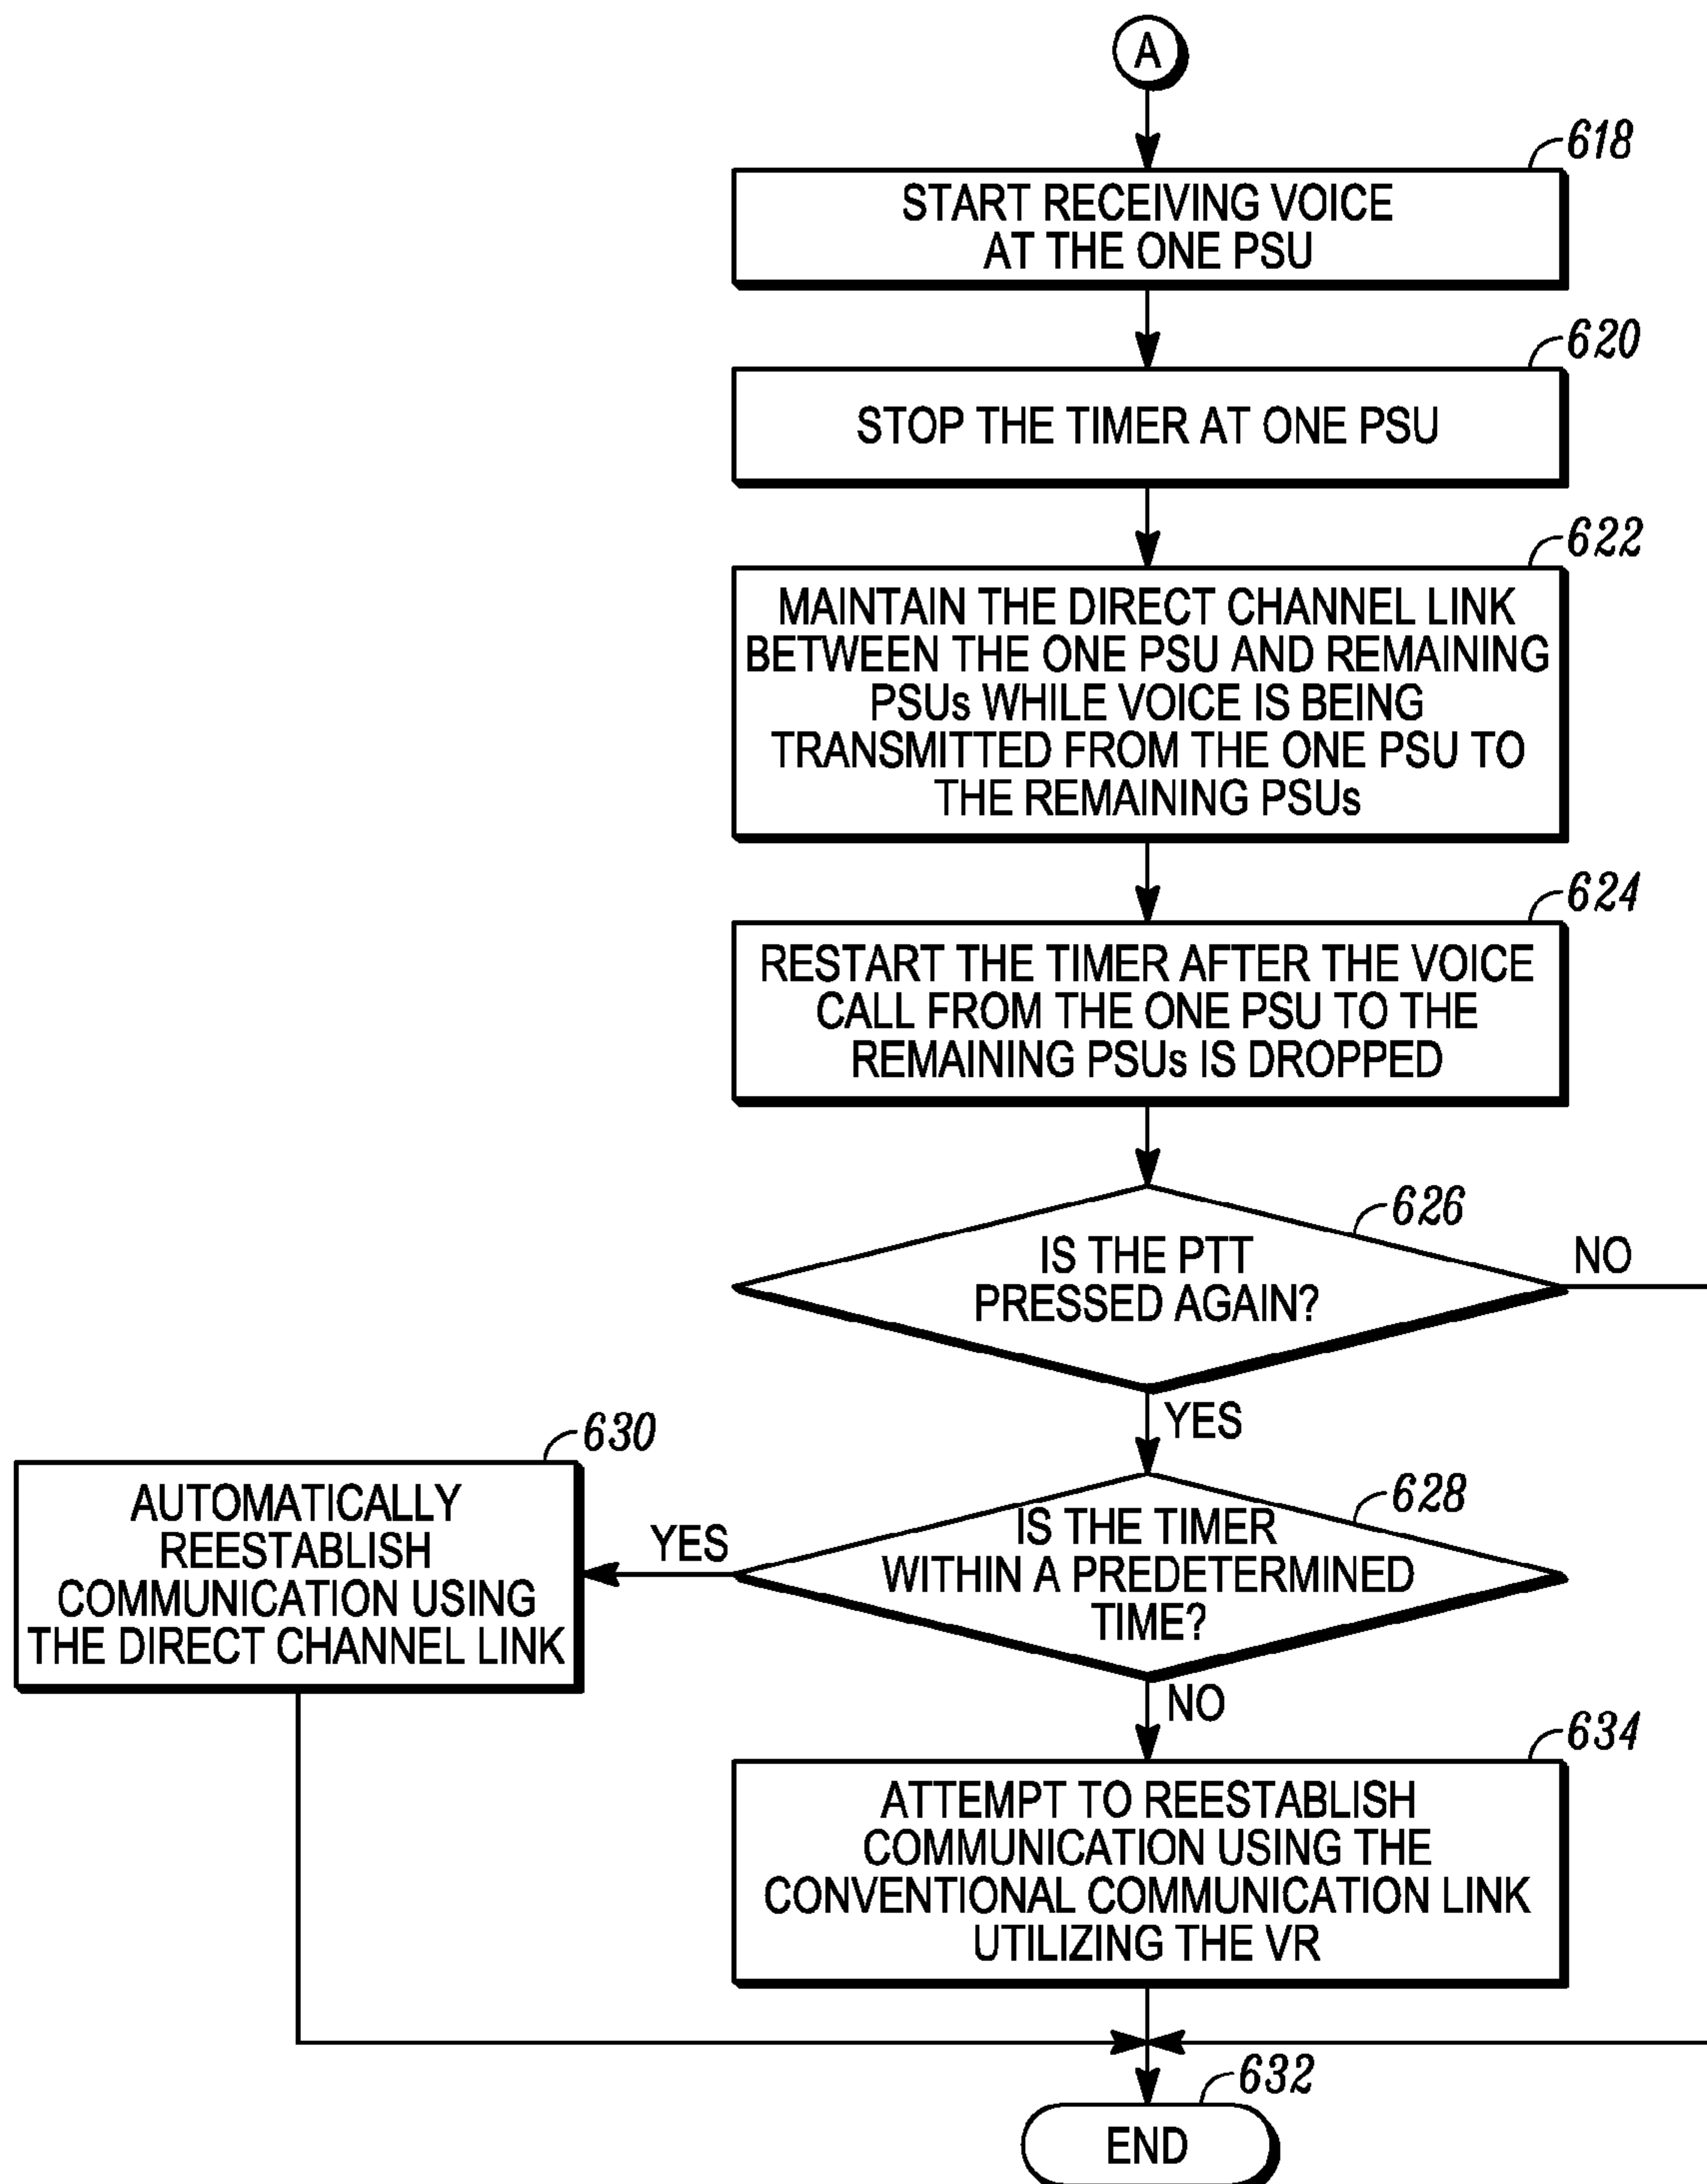 A
618
START RECEIVING VOICE
AT THE ONE PSU
620
STOP THE TIMER AT ONE PSU
622
MAINTAIN THE DIRECT CHANNEL LINK
BETWEEN THE ONE PSU AND REMAINING
PSUs WHILE VOICE IS BEING
TRANSMITTED FROM THE ONE PSU TO
THE REMAINING PSUs
624
RESTART THE TIMER AFTER THE VOICE
CALL FROM THE ONE PSU TO THE
REMAINING PSUs IS DROPPED
626
IS THE PTT
PRESSED AGAIN?
NO
YES
628
IS THE TIMER
WITHIN A PREDETERMINED
TIME?
YES
630
AUTOMATICALLY
REESTABLISH
COMMUNICATION USING
THE DIRECT CHANNEL LINK
NO
634
ATTEMPT TO REESTABLISH
COMMUNICATION USING THE
CONVENTIONAL COMMUNICATION LINK
UTILIZING THE VR
632
END